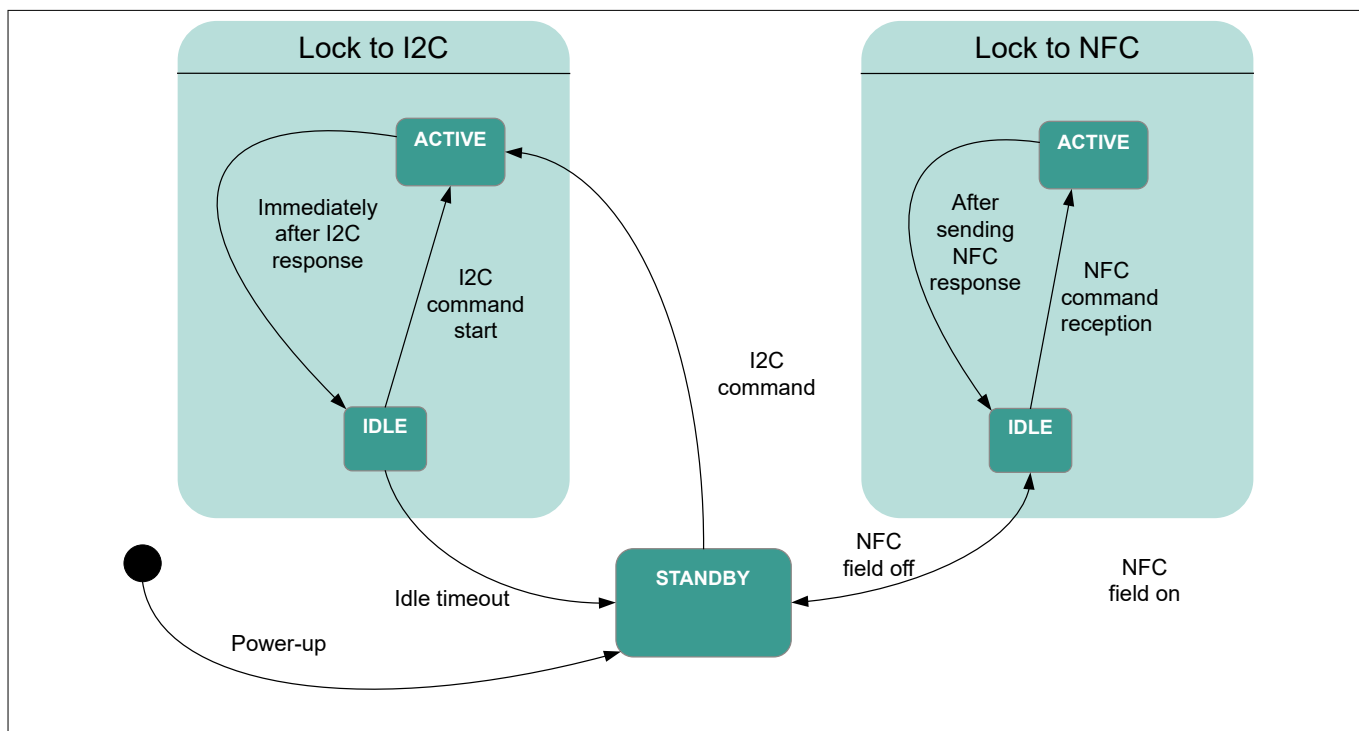 Lock to I2C
ACTIVE
Immediately
after I2C
response
I2C
command
start
IDLE
Lock to NFC
ACTIVE
After
sending
NFC
response
NFC
command
reception
IDLE
I2C
command
STANDBY
NFC
field off
NFC
field on
Idle timeout
Power-up